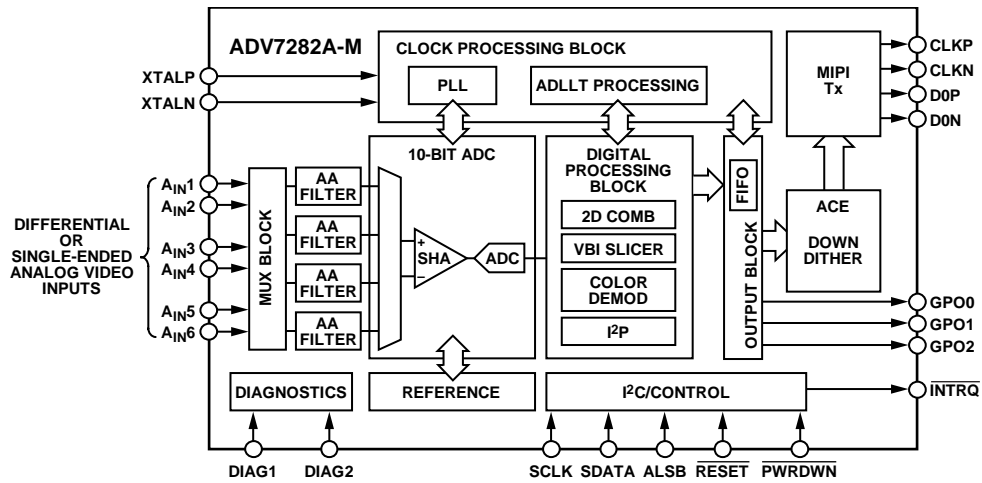 ADV7282A-M
CLOCK PROCESSING BLOCK
PLL
ADLLT PROCESSING
XTALP
XTALN
MIPI
Tx
CLKP
CLKN
D0P
D0N
10-BIT ADC
DIGITAL
PROCESSING
BLOCK
2D COMB
VBI SLICER
COLOR
DEMOD
I²P
FIFO
OUTPUT BLOCK
ACE
DOWN
DITHER
DIFFERENTIAL
OR
SINGLE-ENDED
ANALOG VIDEO
INPUTS
AIN1
AIN2
AIN3
AIN4
AIN5
AIN6
MUX BLOCK
AA
FILTER
AA
FILTER
AA
FILTER
AA
FILTER
+
SHA
–
ADC
GPO0
GPO1
GPO2
DIAGNOSTICS
REFERENCE
I²C/CONTROL
INTRQ
DIAG1
DIAG2
SCLK
SDATA
ALSB
RESET
PWRDWN